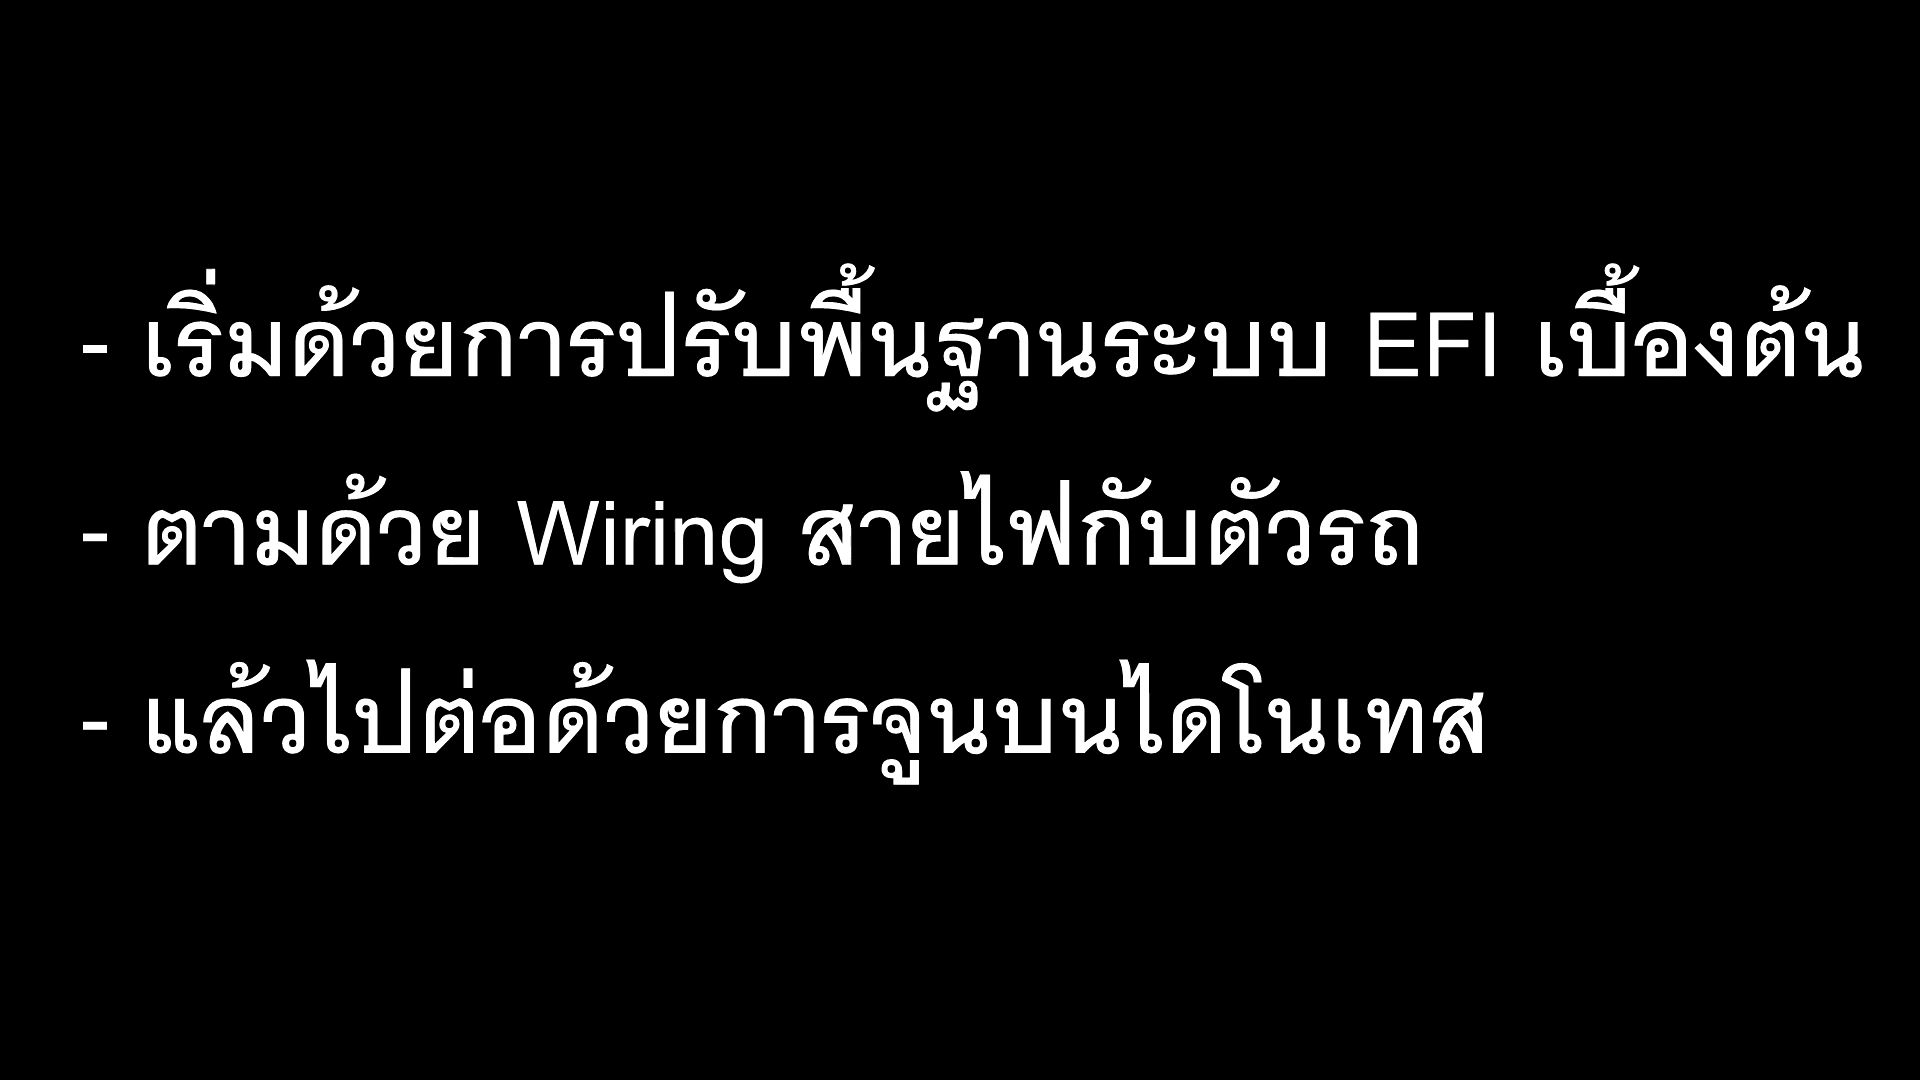 - เริ่มด้วยการปรับพื้นฐานระบบ EFI เบื้องต้น
- ตามด้วย Wiring สายไฟกับตัวรถ
- แล้วไปต่อด้วยการจูนบนไดโนเทส